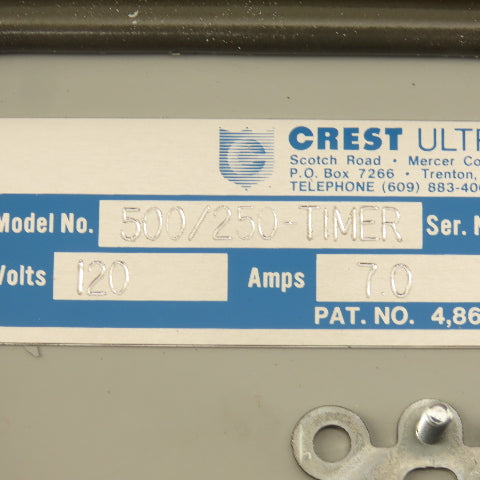 CREST ULTR
Scotch Road • Mercer Co
P.O. Box 7266 • Trenton,
TELEPHONE (609) 883-40
Model No. 500/250-TIMER Ser. N
Volts 120 Amps 7.0
PAT. NO. 4,86